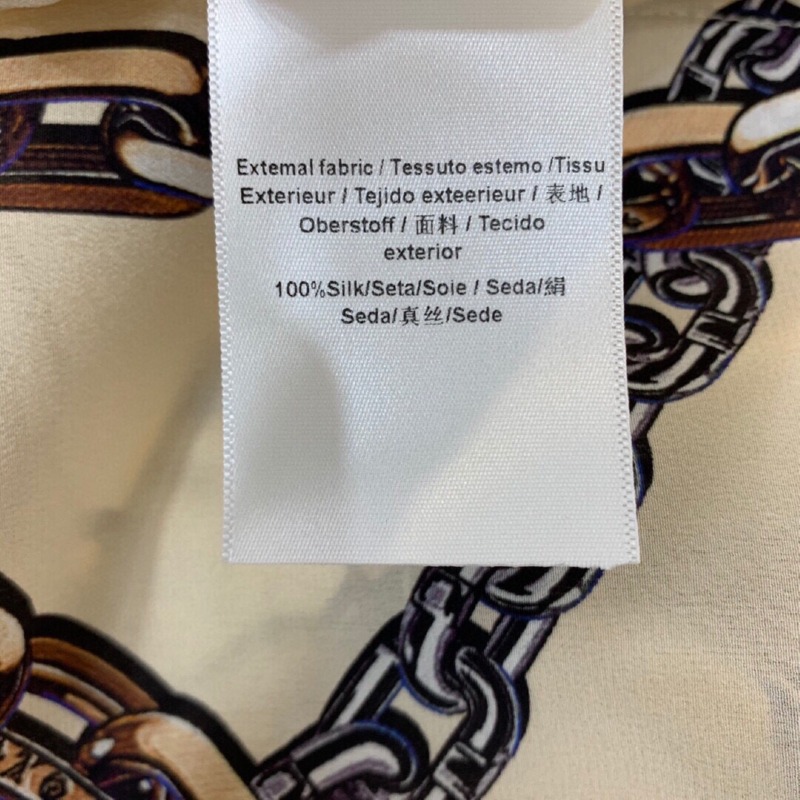 Extemal fabric / Tessuto estemo /Tissu
Exterieur / Tejido exteerieur / 表地 /
Oberstoff / 面料 / Tecido
exterior
100%Silk/Seta/Soie / Seda/絹
Seda/真丝/Sede